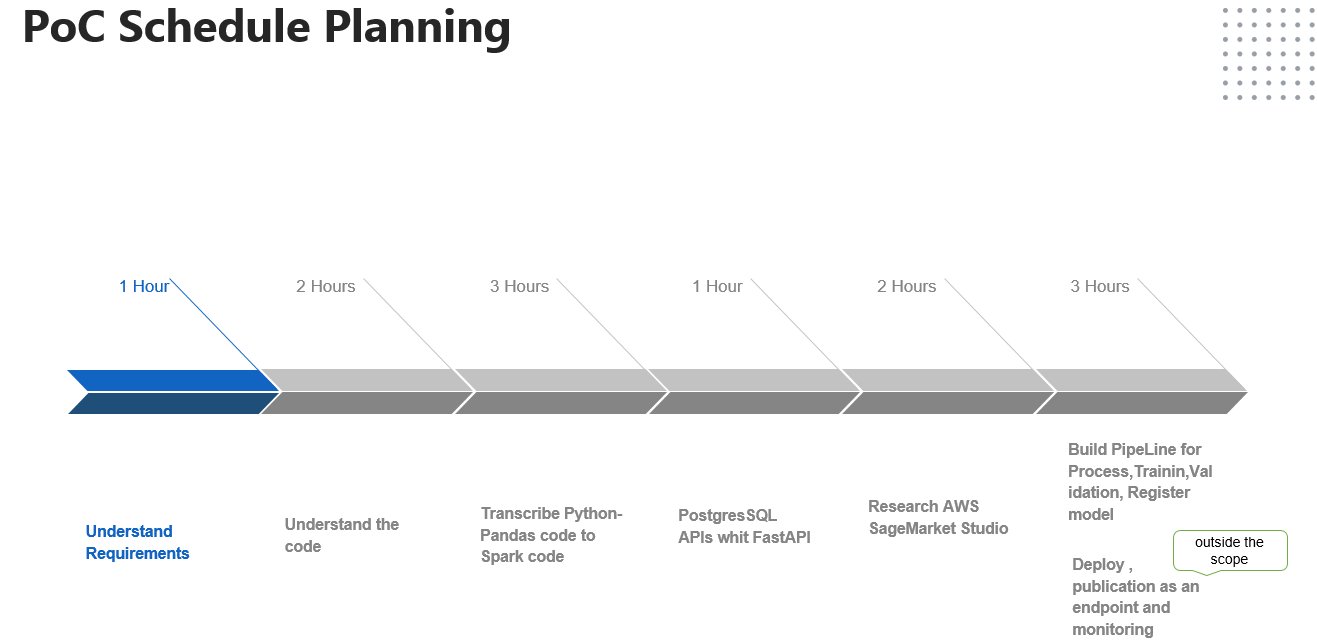 PoC Schedule Planning
1 Hour
2 Hours
3 Hours
1 Hour
2 Hours
3 Hours
Understand
Requirements
Understand the
code
Transcribe Python-
Pandas code to
Spark code
PostgresSQL
APIs whit FastAPI
Research AWS
SageMarket Studio
Build PipeLine for
Process,Trainin,Val
idation, Register
model
outside the
scope
Deploy ,
publication as an
endpoint and
monitoring